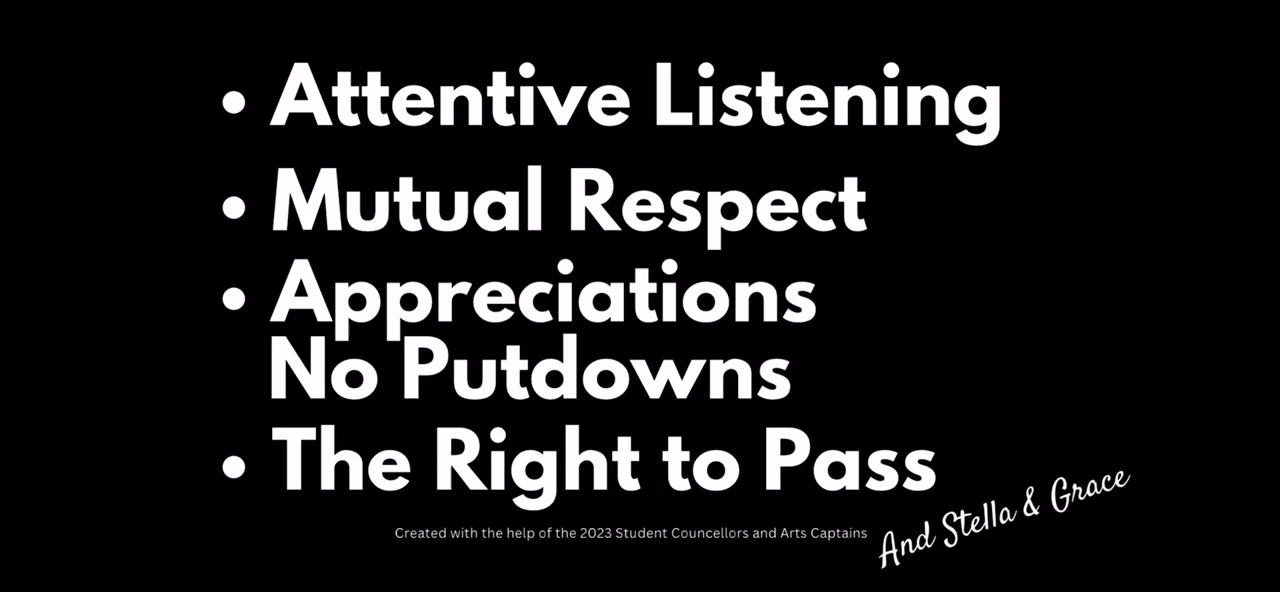 • Attentive Listening
• Mutual Respect
• Appreciations
No Putdowns
• The Right to Pass
Created with the help of the 2023 Student Councellors and Arts Captains
And Stella & Grace